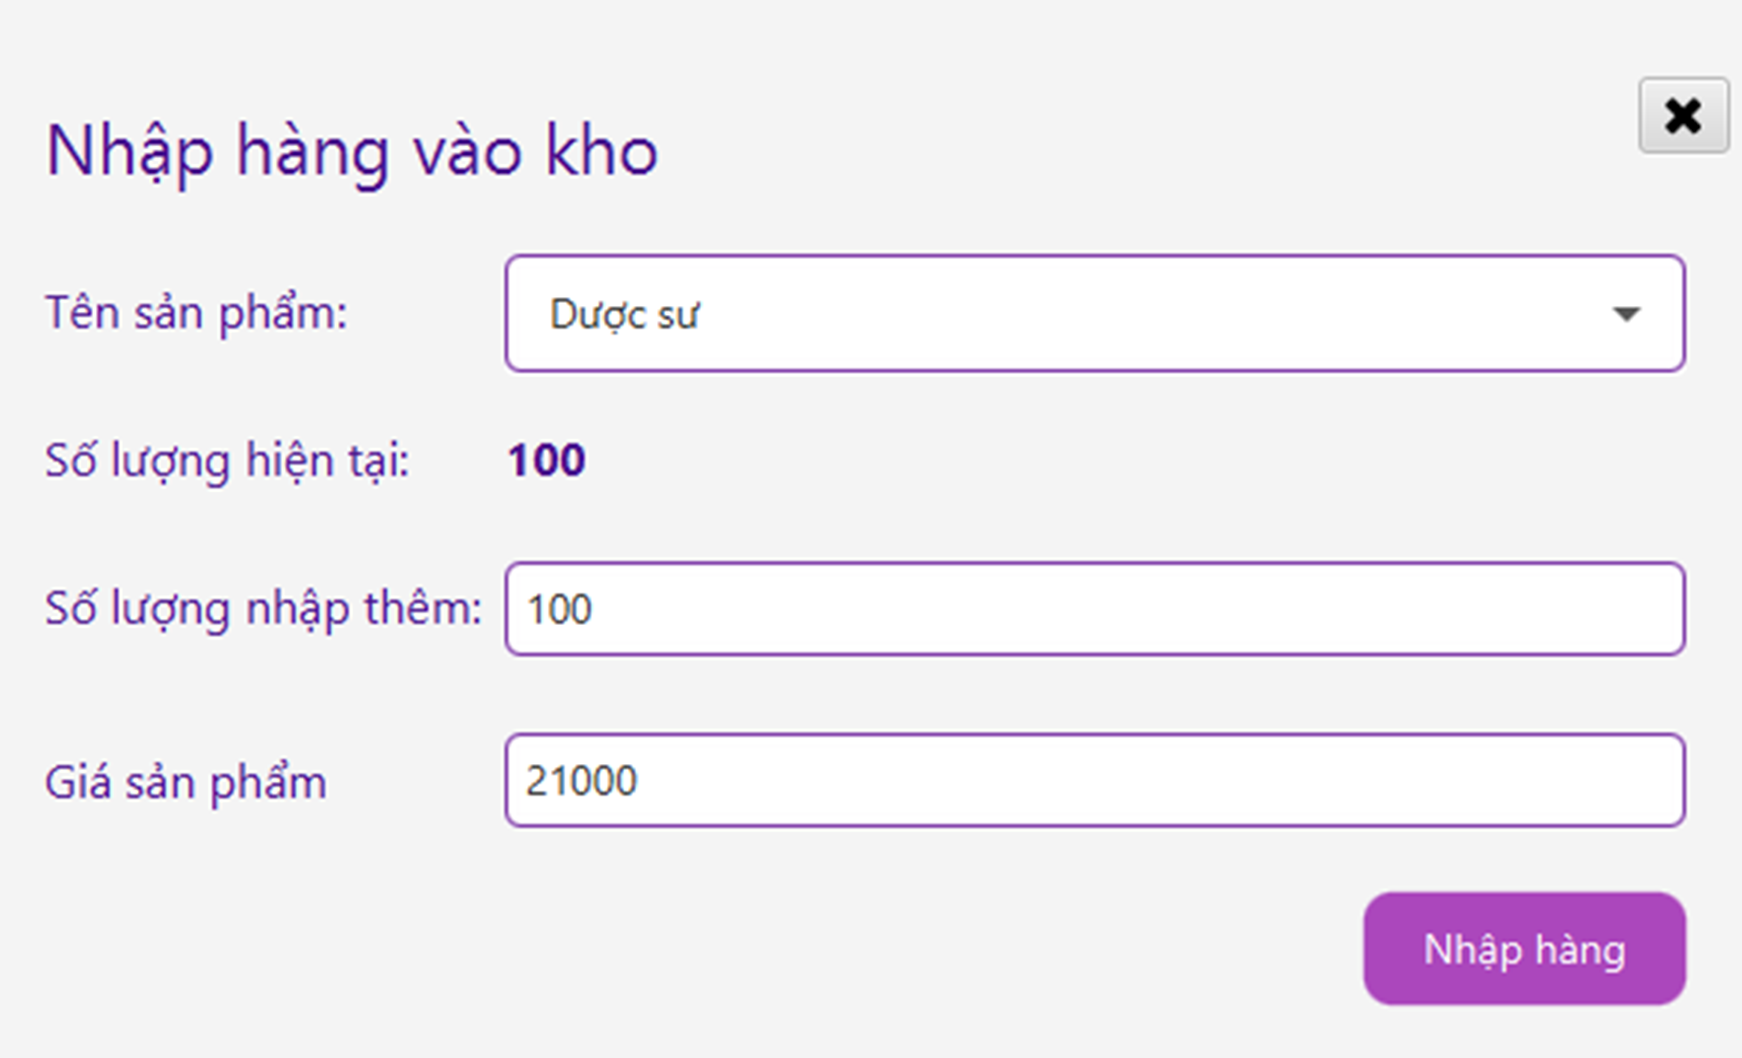 Nhập hàng vào kho
Tên sản phẩm: Dược sư
Số lượng hiện tại: 100
Số lượng nhập thêm: 100
Giá sản phẩm 21000
Nhập hàng